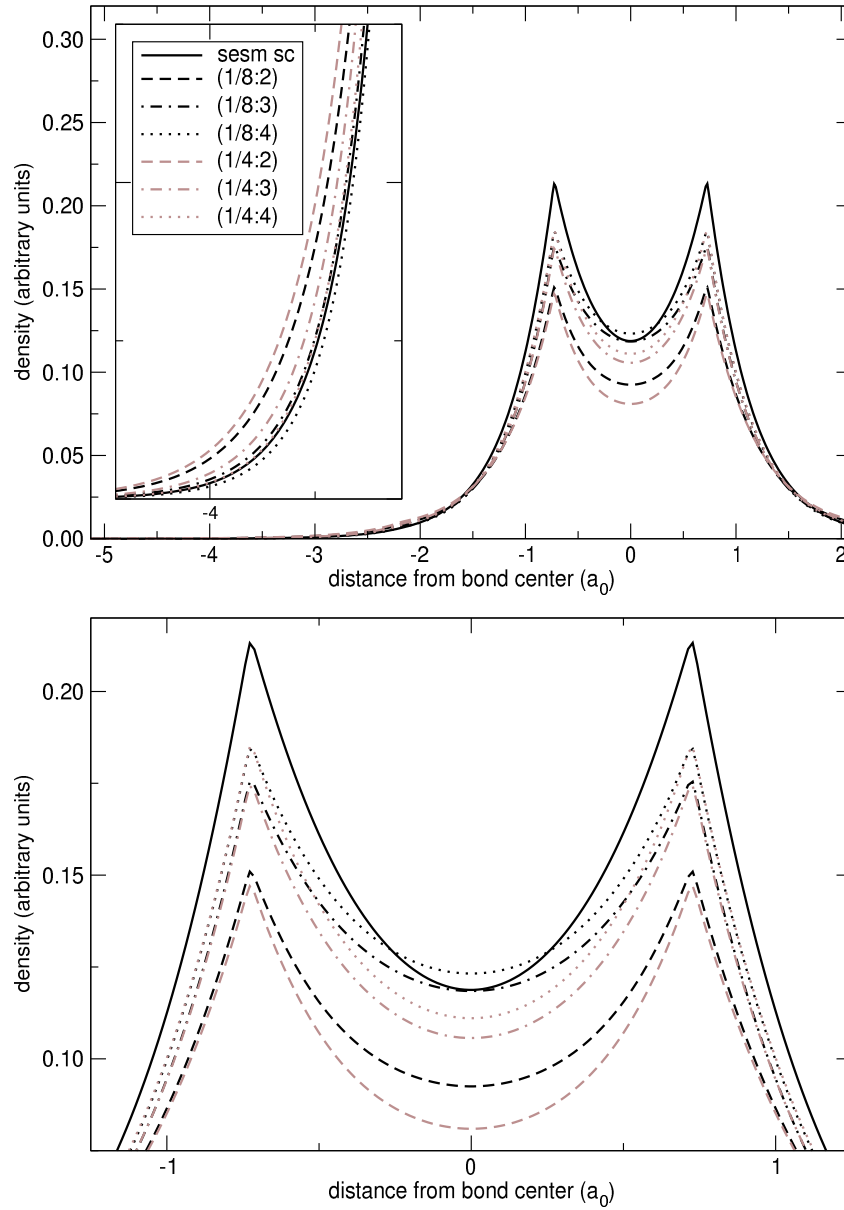 0.30
0.25
0.20
0.15
0.10
0.05
0.00
density (arbitrary units)
sesm sc
(1/8:2)
(1/8:3)
(1/8:4)
(1/4:2)
(1/4:3)
(1/4:4)
-4
-5 -4 -3 -2 -1 0 1 2
distance from bond center (a0)
0.20
0.15
0.10
density (arbitrary units)
-1 0 1
distance from bond center (a0)